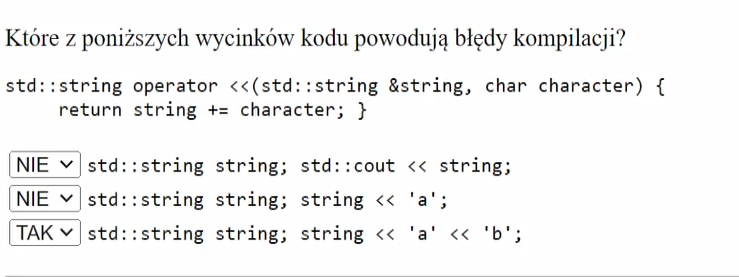 Które z poniższych wycinków kodu powodują błędy kompilacji?
std::string operator <<(std::string &string, char character) {
return string += character; }
NIE std::string string; std::cout << string;
NIE std::string string; string << 'a';
TAK std::string string; string << 'a' << 'b';